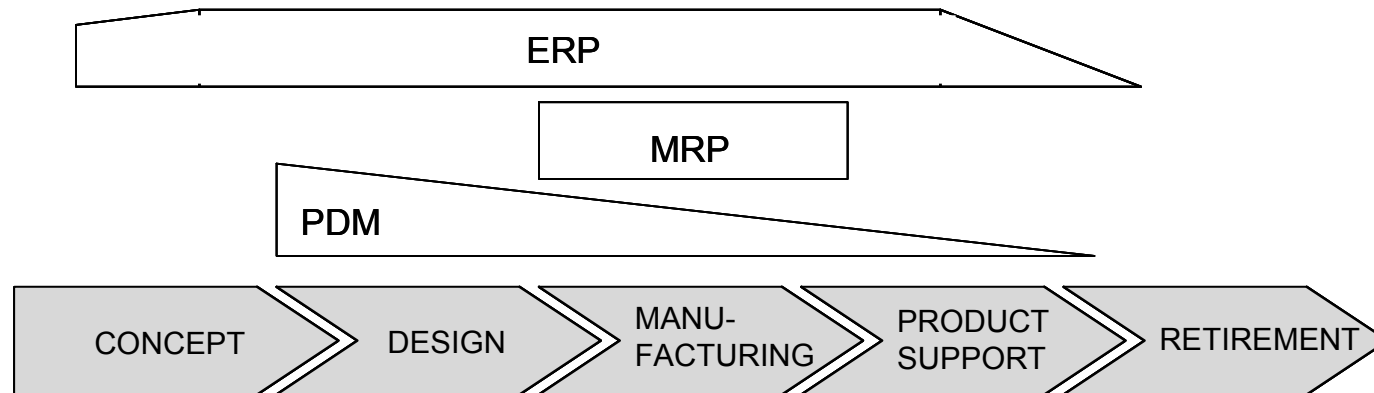 ERP
MRP
PDM
CONCEPT
DESIGN
MANU-
FACTURING
PRODUCT
SUPPORT
RETIREMENT